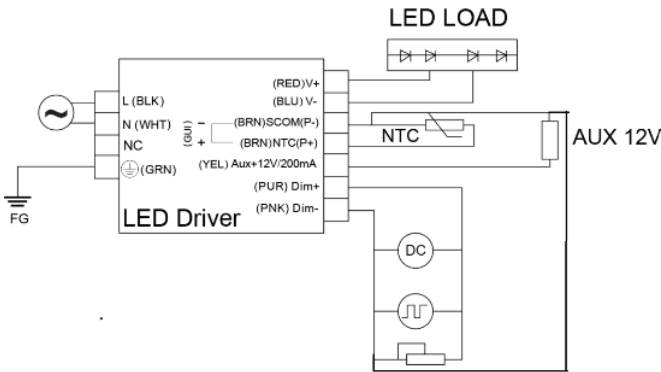 LED LOAD
(RED)V+
(BLU) V-
L (BLK)
N (WHT)
NC
(GRN)
(GUI)
−
+
(BRN)SCOM(P-)
(BRN)NTC(P+)
(YEL) Aux+12V/200mA
(PUR) Dim+
(PNK) Dim-
LED Driver
FG
NTC
AUX 12V
DC